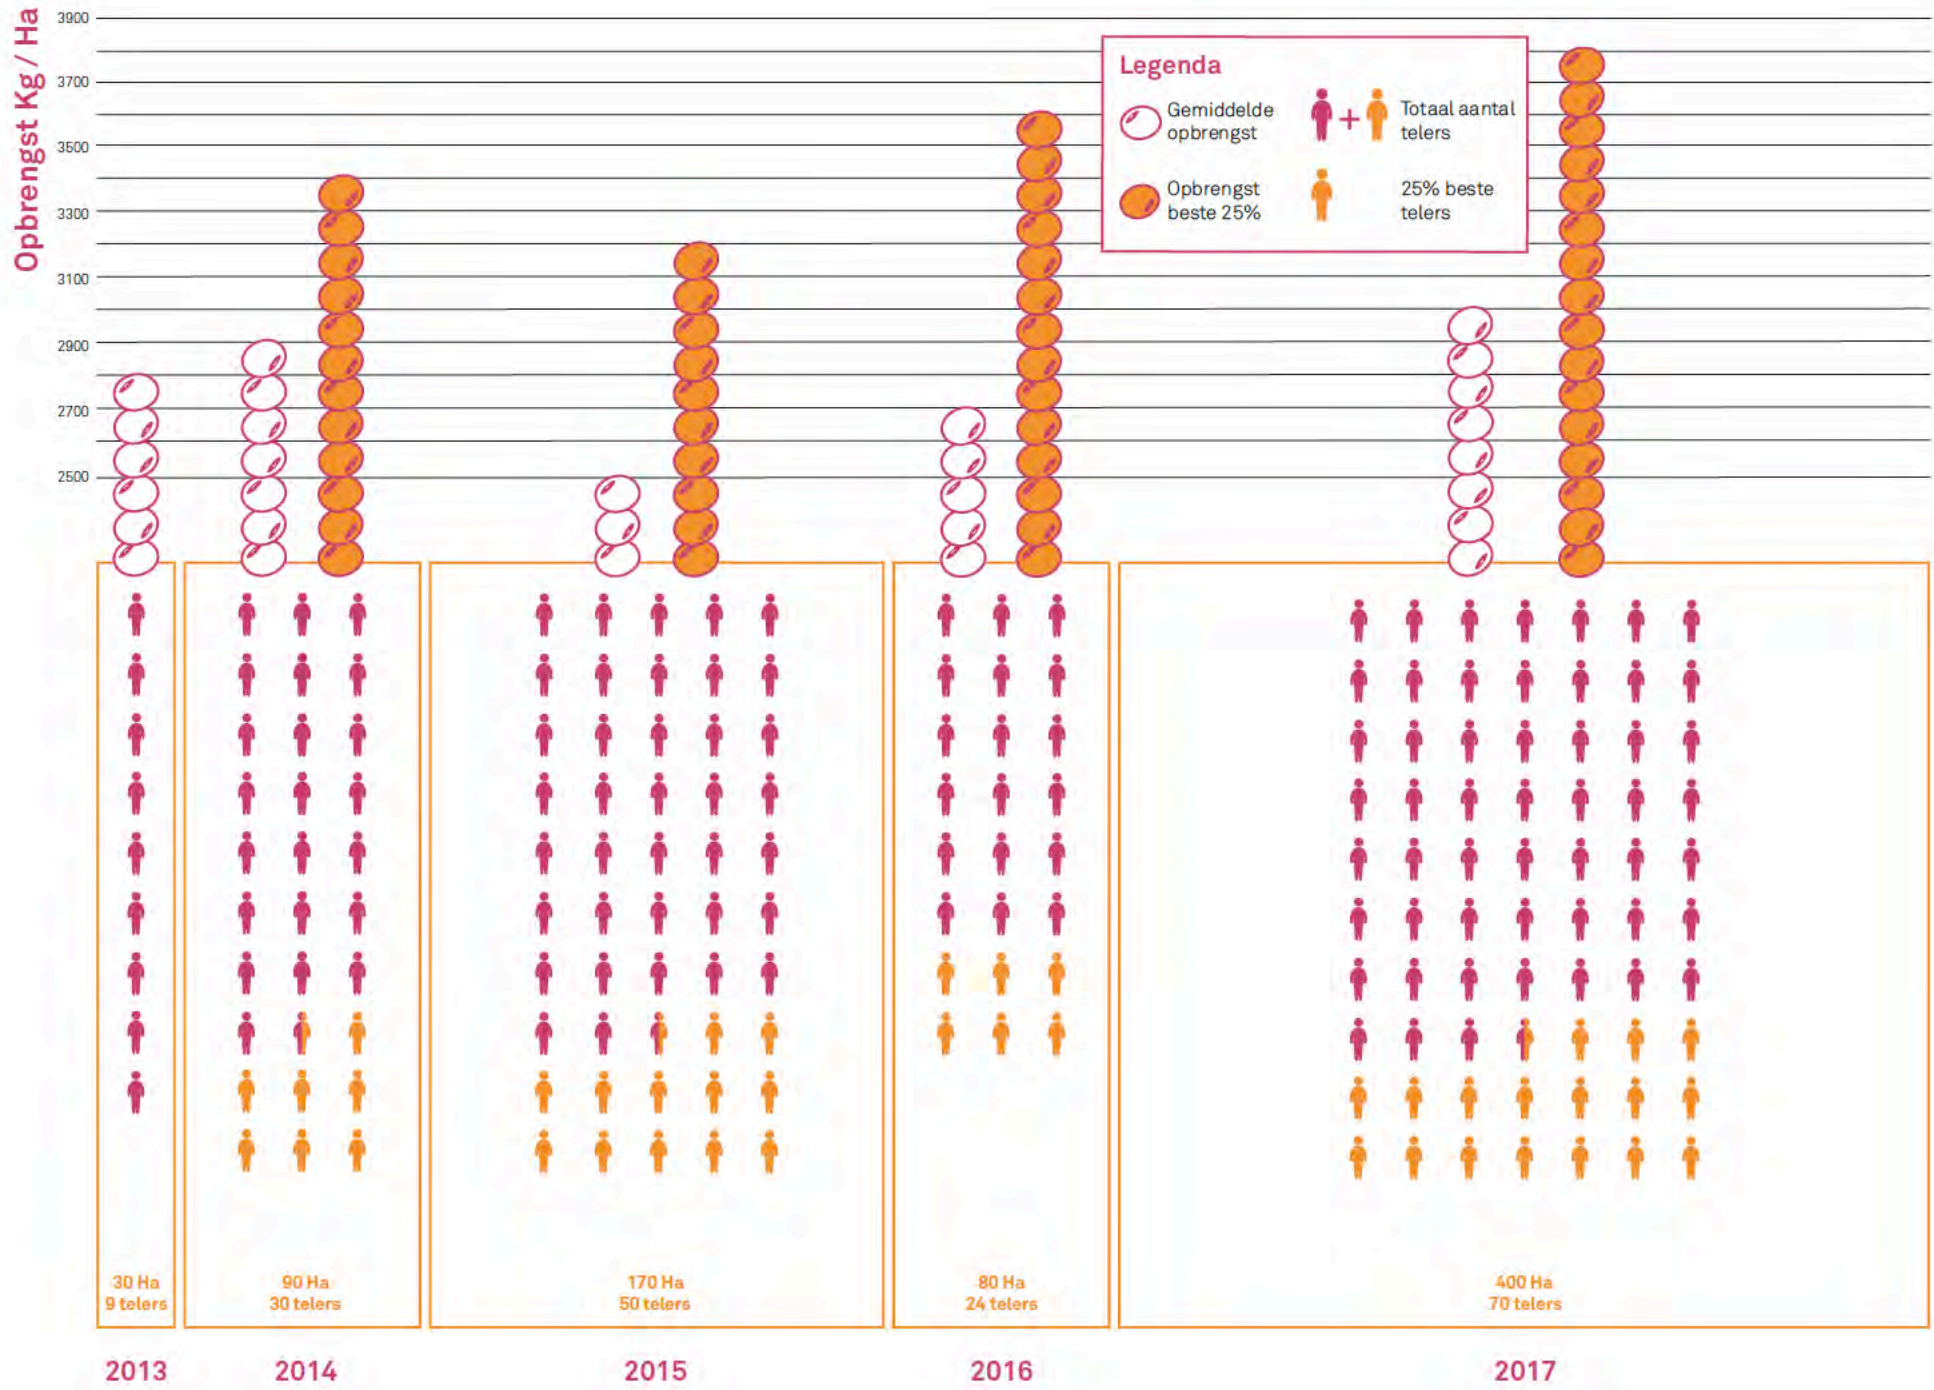 Opbrengst Kg / Ha
3900
3700
3500
3300
3100
2900
2700
2500
Legenda
Gemiddelde
opbrengst
+
Totaal aantal
telers
Opbrengst
beste 25%
25% beste
telers
30 Ha
9 telers
90 Ha
30 telers
170 Ha
50 telers
80 Ha
24 telers
400 Ha
70 telers
2013
2014
2015
2016
2017